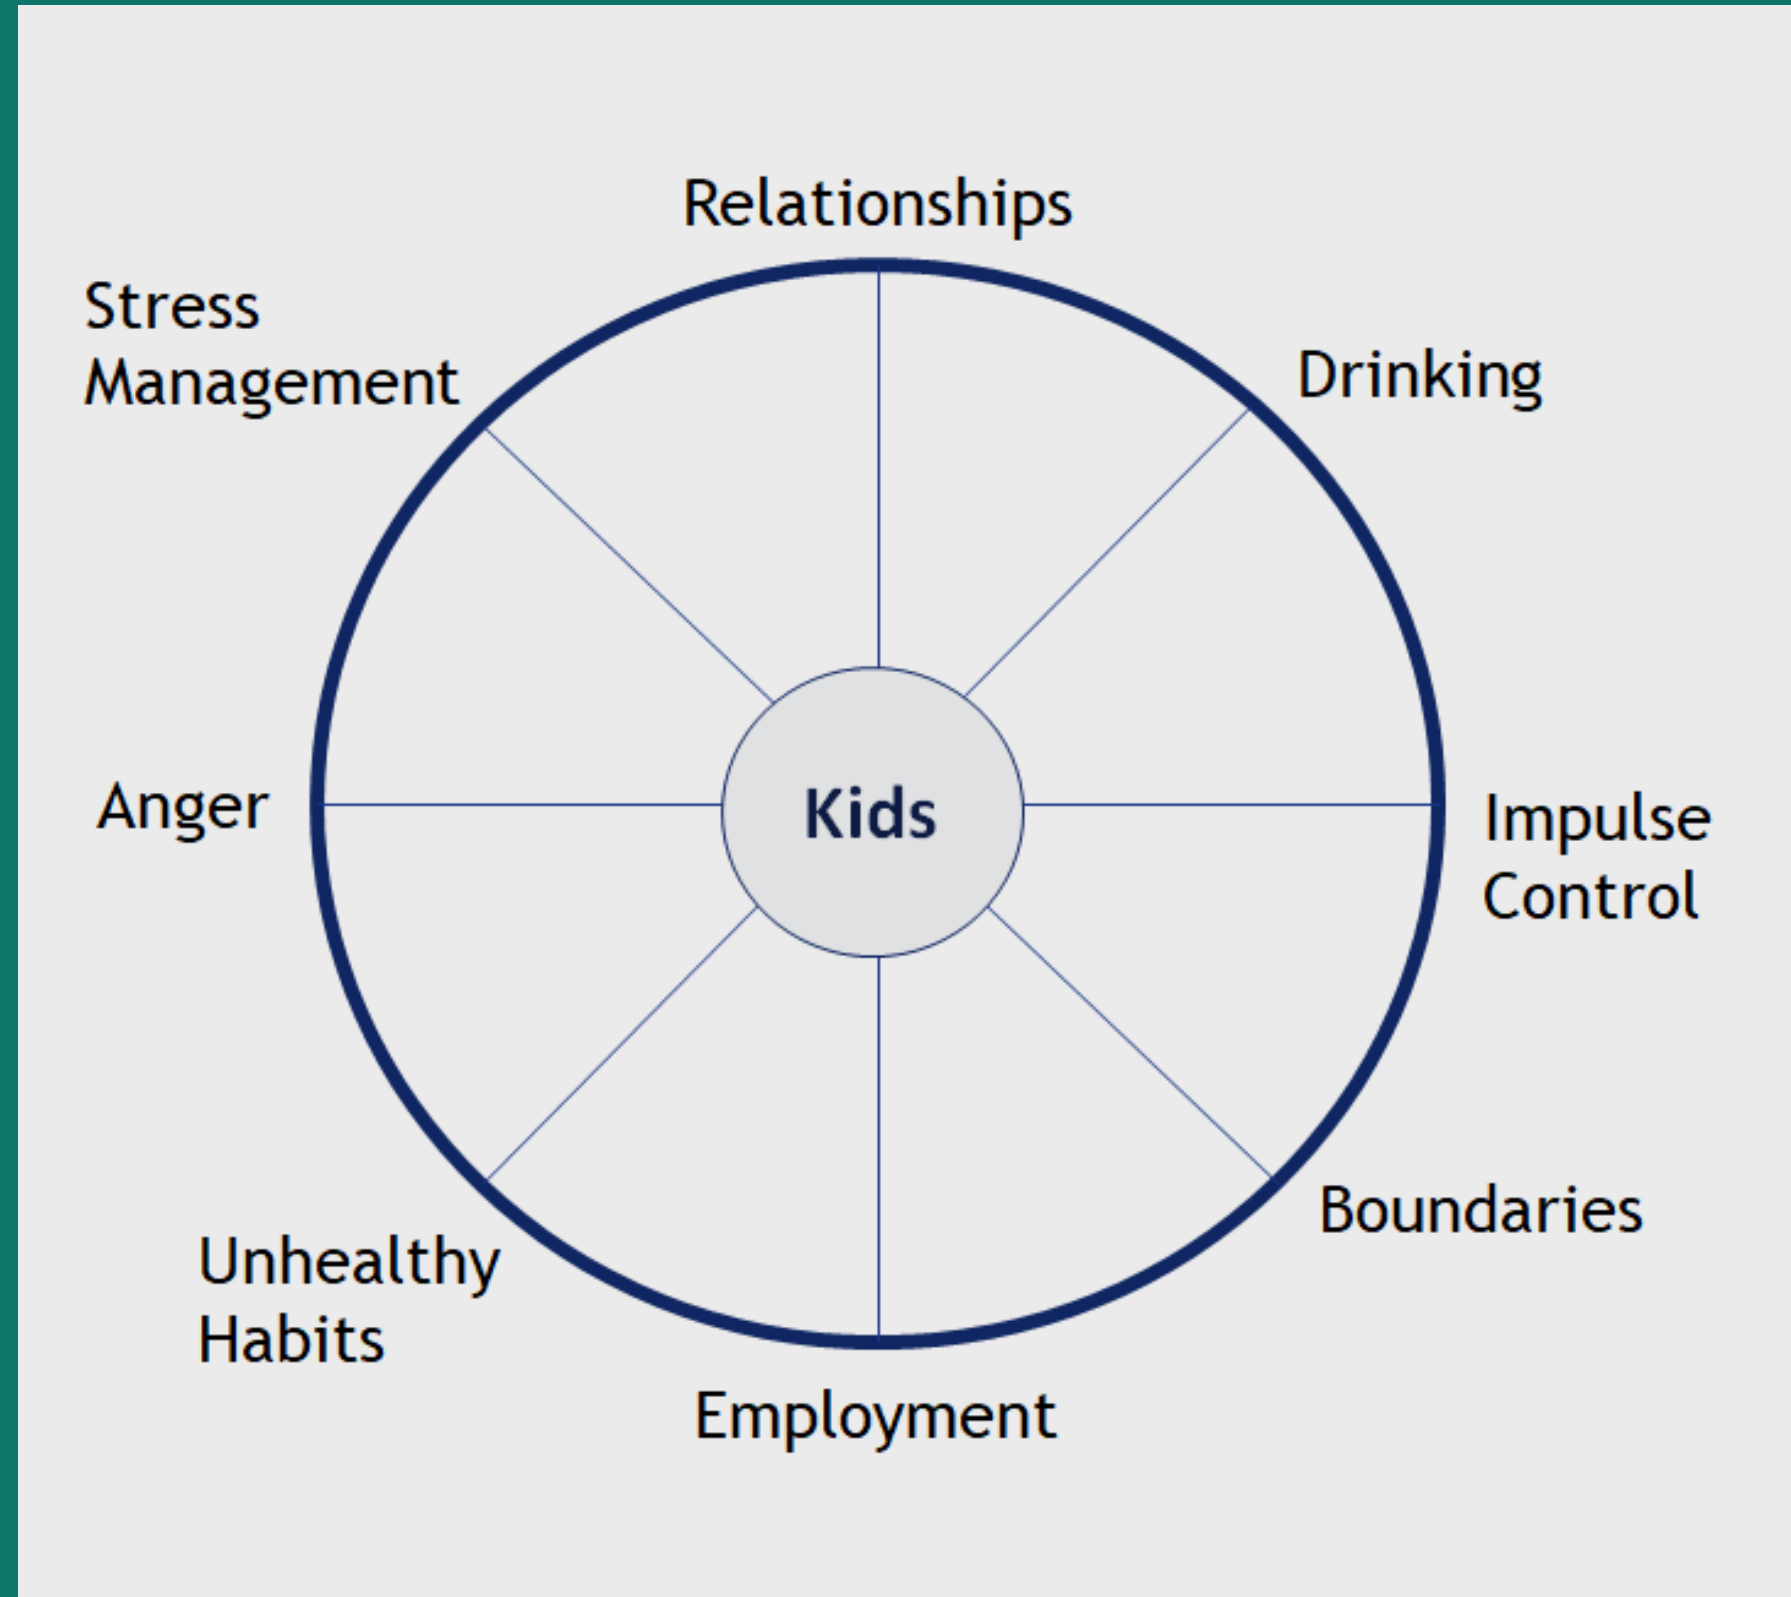 Relationships
Stress
Management
Drinking
Anger
Kids
Impulse
Control
Boundaries
Unhealthy
Habits
Employment